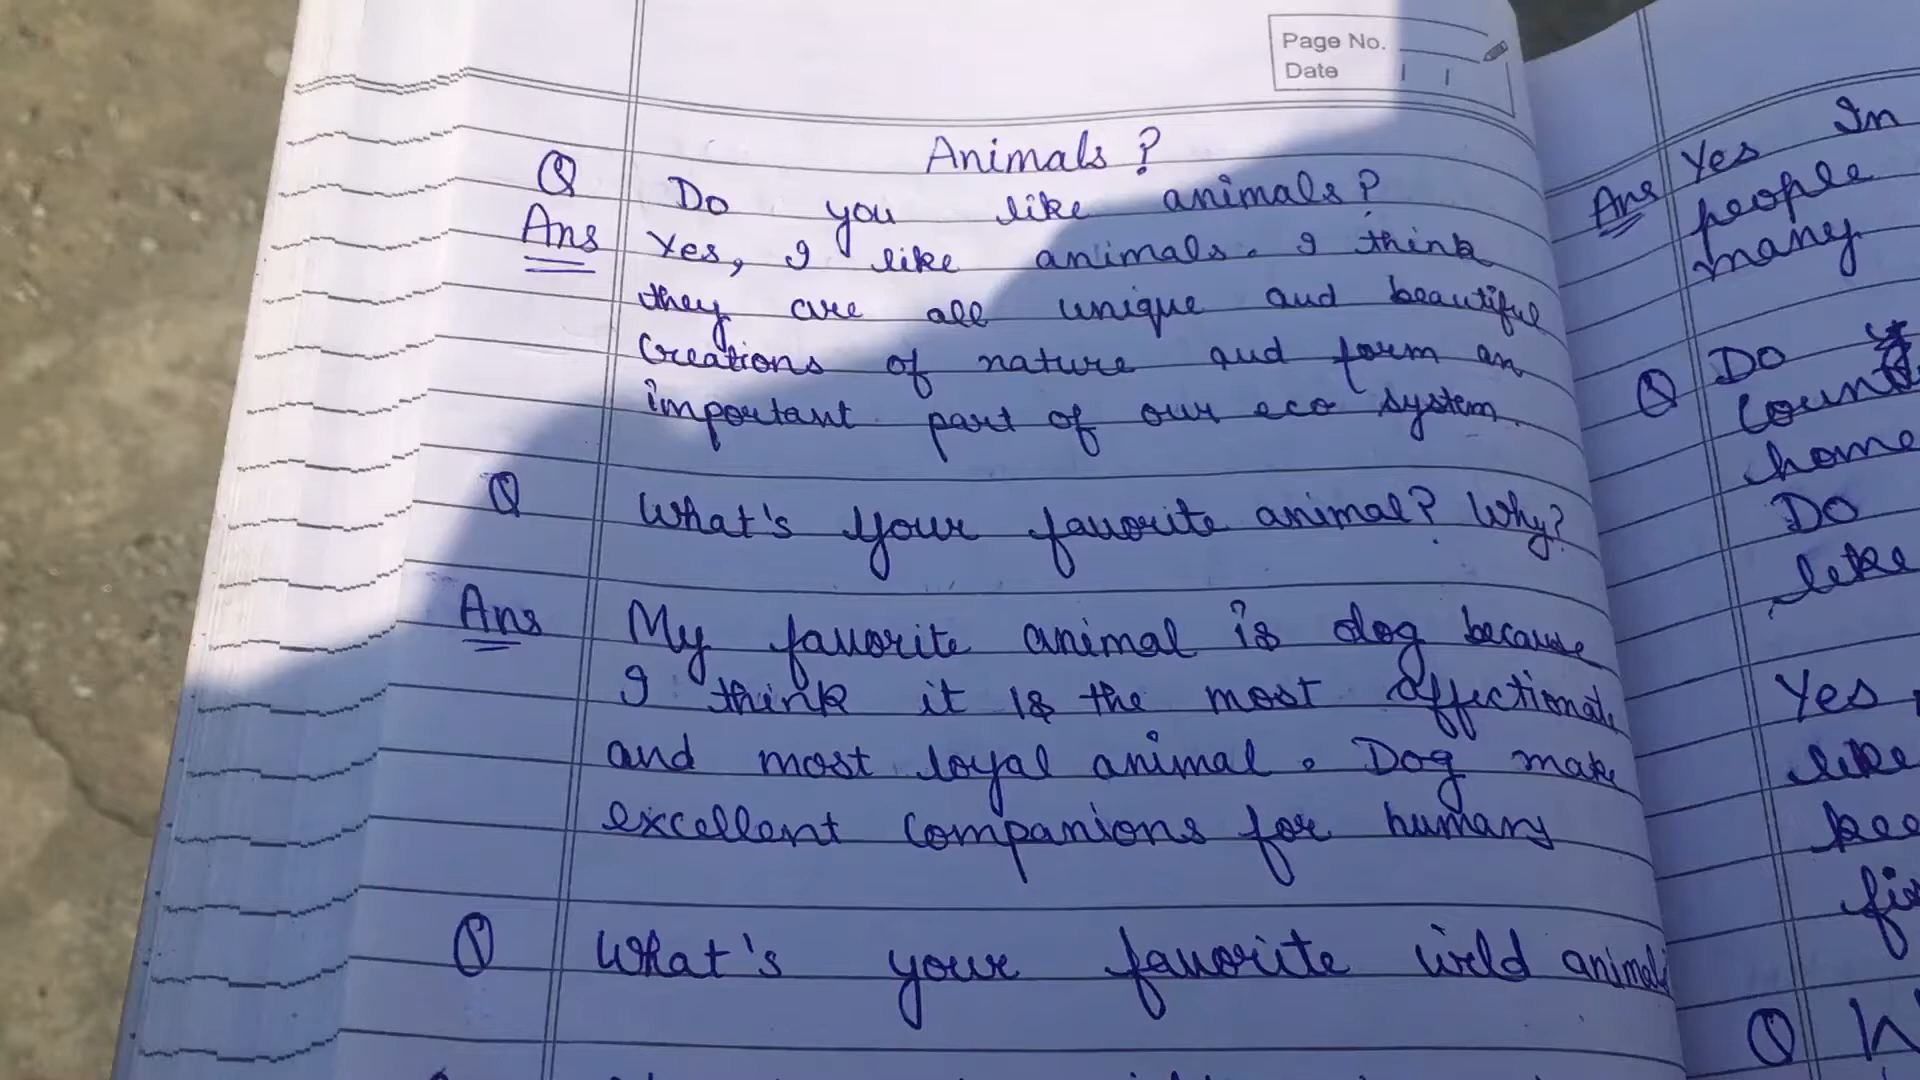 Page No.
Date
Animals ?
Q Do you like animals?
Ans Yes, I like animals. I think
they are all unique and beautiful
Creations of nature and form an
important part of our eco system.
Q What's your favorite animal? Why?
Ans My favorite animal is dog because
I think it is the most affectionate
and most loyal animal. Dog make
excellent companions for humans
Q What's your favorite wild animal
Ans Yes In
people
many
Q Do
home
Do
like
Yes,
like
Q